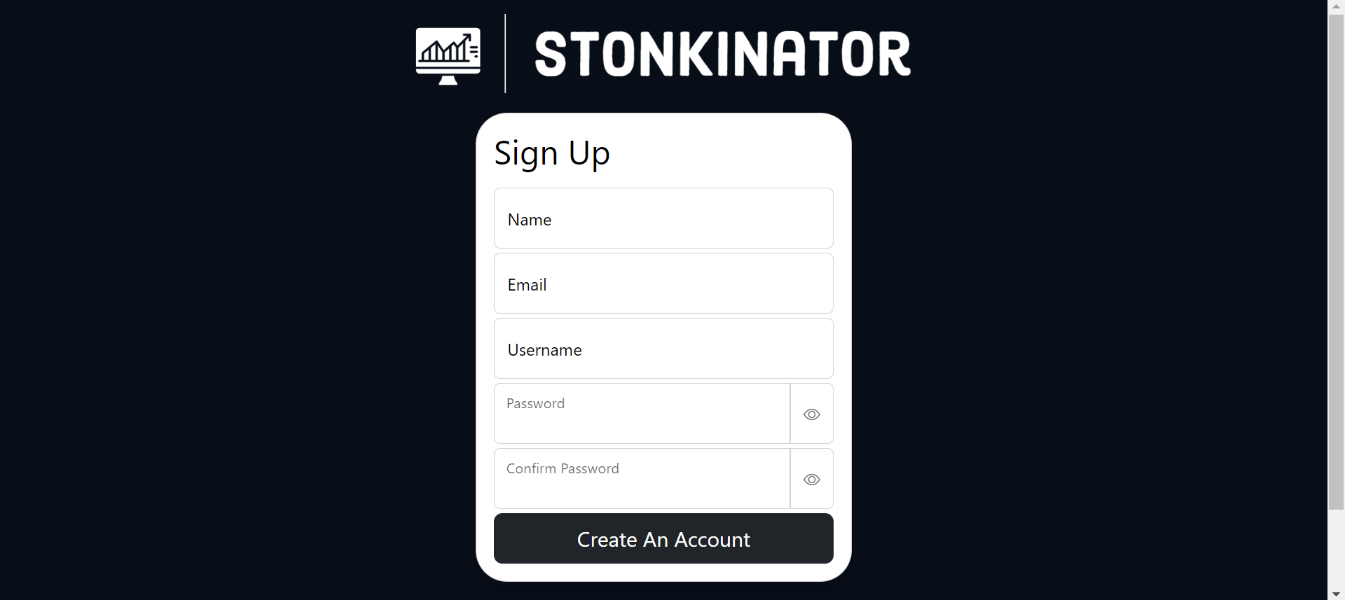 STONKINATOR
Sign Up
Name
Email
Username
Password
Confirm Password
Create An Account